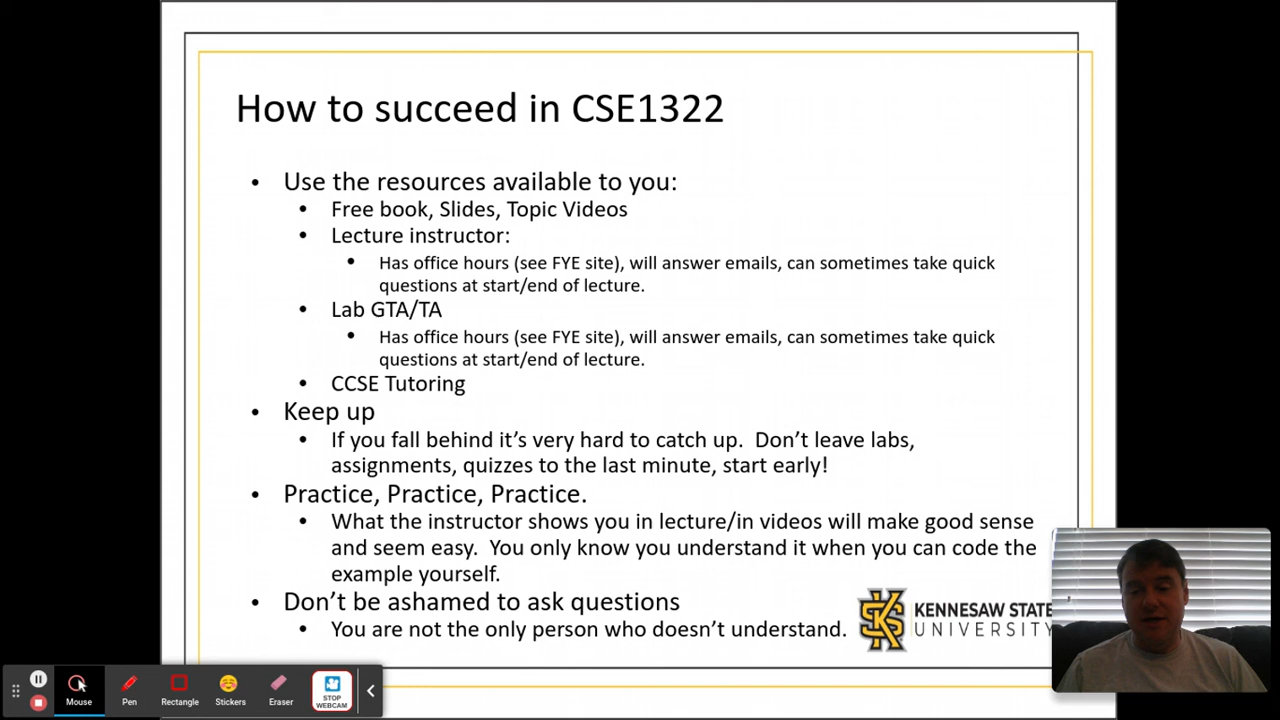 How to succeed in CSE1322
• Use the resources available to you:
• Free book, Slides, Topic Videos
• Lecture instructor:
• Has office hours (see FYE site), will answer emails, can sometimes take quick
questions at start/end of lecture.
• Lab GTA/TA
• Has office hours (see FYE site), will answer emails, can sometimes take quick
questions at start/end of lecture.
• CCSE Tutoring
• Keep up
• If you fall behind it’s very hard to catch up.  Don’t leave labs,
assignments, quizzes to the last minute, start early!
• Practice, Practice, Practice.
• What the instructor shows you in lecture/in videos will make good sense
and seem easy.  You only know you understand it when you can code the
example yourself.
• Don’t be ashamed to ask questions
• You are not the only person who doesn’t understand.
KS
KENNESAW STATE
UNIVERSITY
Mouse
Pen
Rectangle
Stickers
Eraser
STOP
WEBCAM